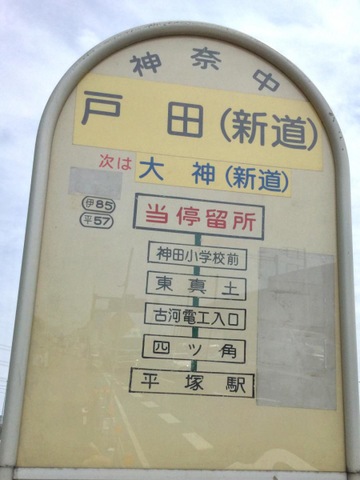 神奈中
戸田(新道)
次は 大神(新道)
伊85
平57
当停留所
神田小学校前
東真土
古河電工入口
四ツ角
平塚駅